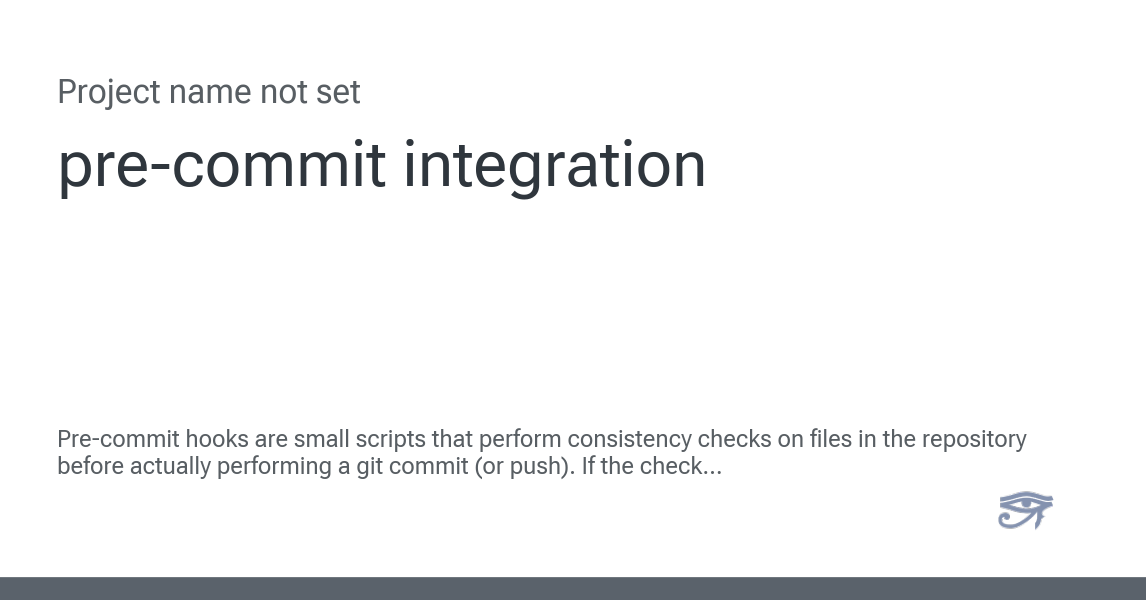 Project name not set
pre-commit integration
Pre-commit hooks are small scripts that perform consistency checks on files in the repository
before actually performing a git commit (or push). If the check...